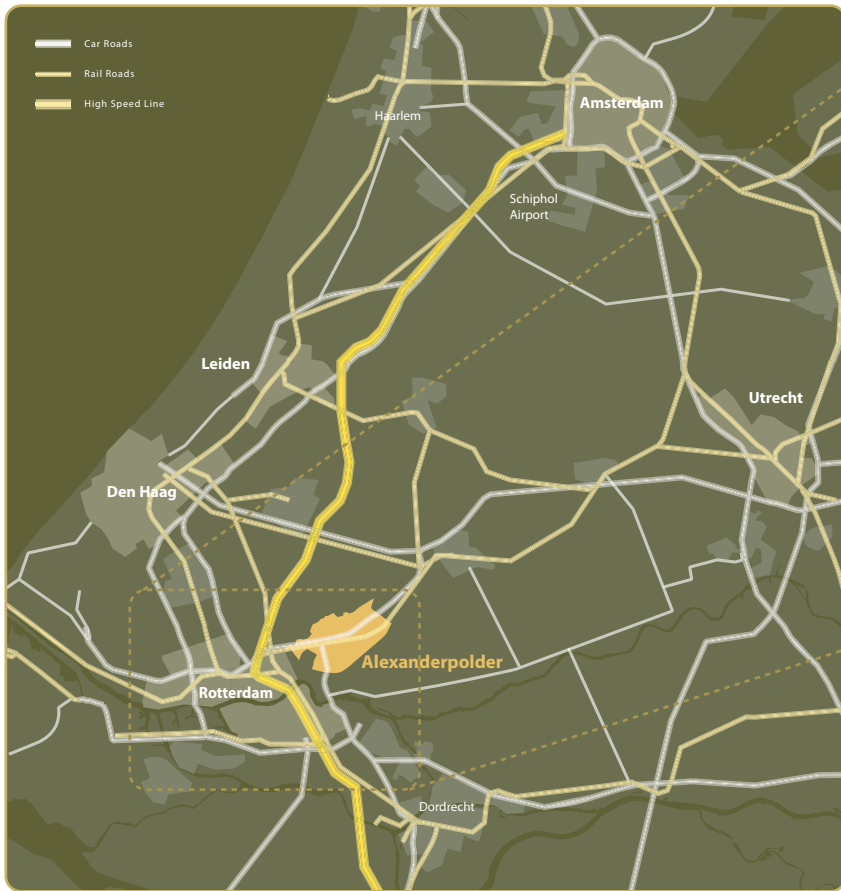 Car Roads
Rail Roads
High Speed Line
Amsterdam
Haarlem
Schiphol
Airport
Leiden
Utrecht
Den Haag
Alexanderpolder
Rotterdam
Dordrecht